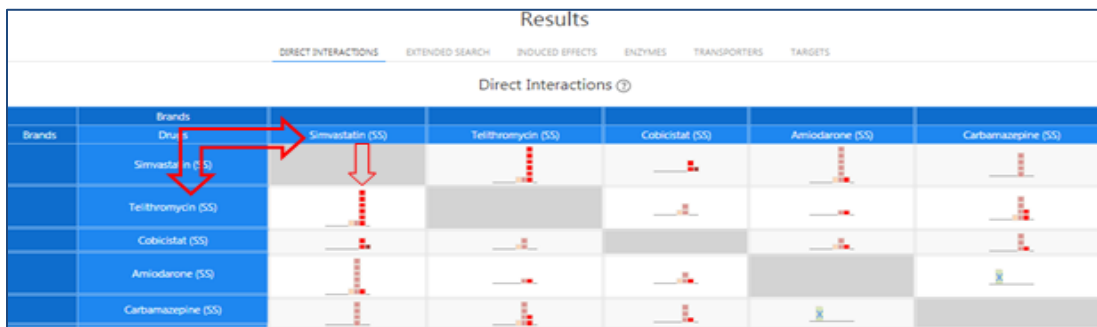 Results
DIRECT INTERACTIONS EXTENDED SEARCH INDUCED EFFECTS ENZYMES TRANSPORTERS TARGETS
Direct Interactions ?
Brands
Brands Drugs Simvastatin (SS) Telithromycin (SS) Cobicistat (SS) Amiodarone (SS) Carbamazepine (SS)
Simvastatin (SS)
Telithromycin (SS)
Cobicistat (SS)
Amiodarone (SS)
Carbamazepine (SS)